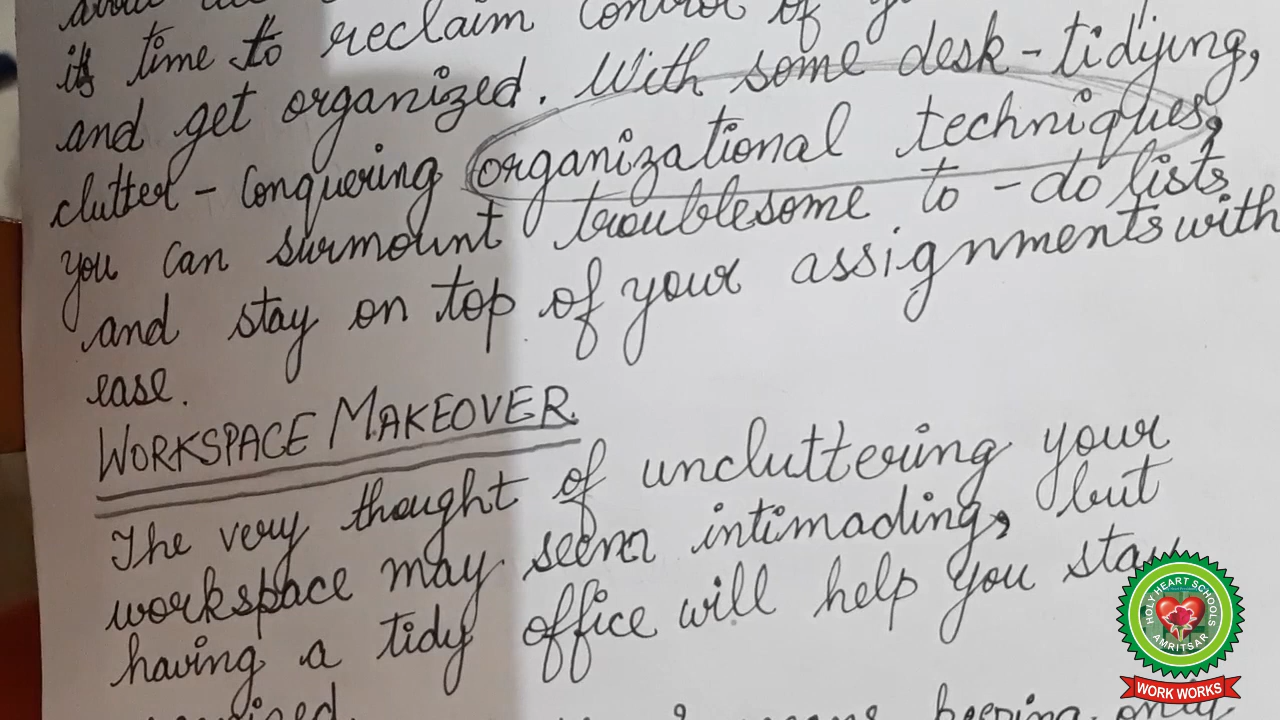 its time to reclaim control of
and get organized. With some desk-tidying,
clutter-conquering organizational techniques,
you can surmount troublesome to-do lists
and stay on top of your assignments with
ease.
WORKSPACE MAKEOVER
The very thought of uncluttering your
workspace may seem intimading, but
having a tidy office will help you stay
keeping only
HOLY HEART SCHOOLS
AMRITSAR
WORK WORKS